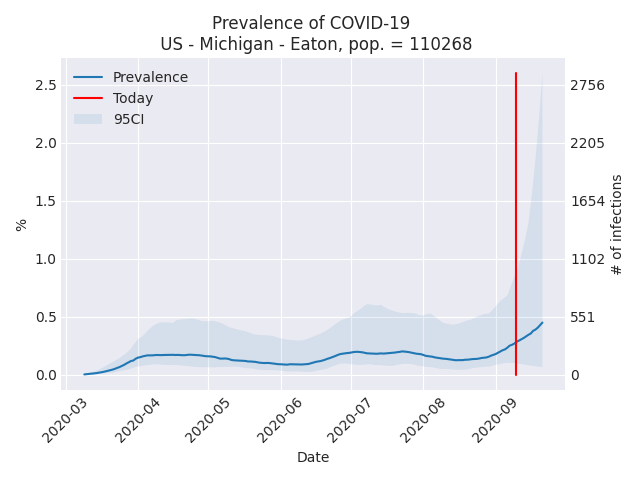 Prevalence of COVID-19
US - Michigan - Eaton, pop. = 110268
Prevalence
Today
95CI
2.5
2.0
1.5
1.0
0.5
0.0
%
2756
2205
1654
1102
551
0
# of infections
2020-03
2020-04
2020-05
2020-06
2020-07
2020-08
2020-09
Date